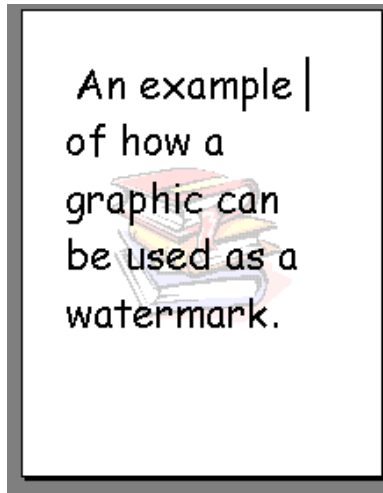 An example
of how a
graphic can
be used as a
watermark.